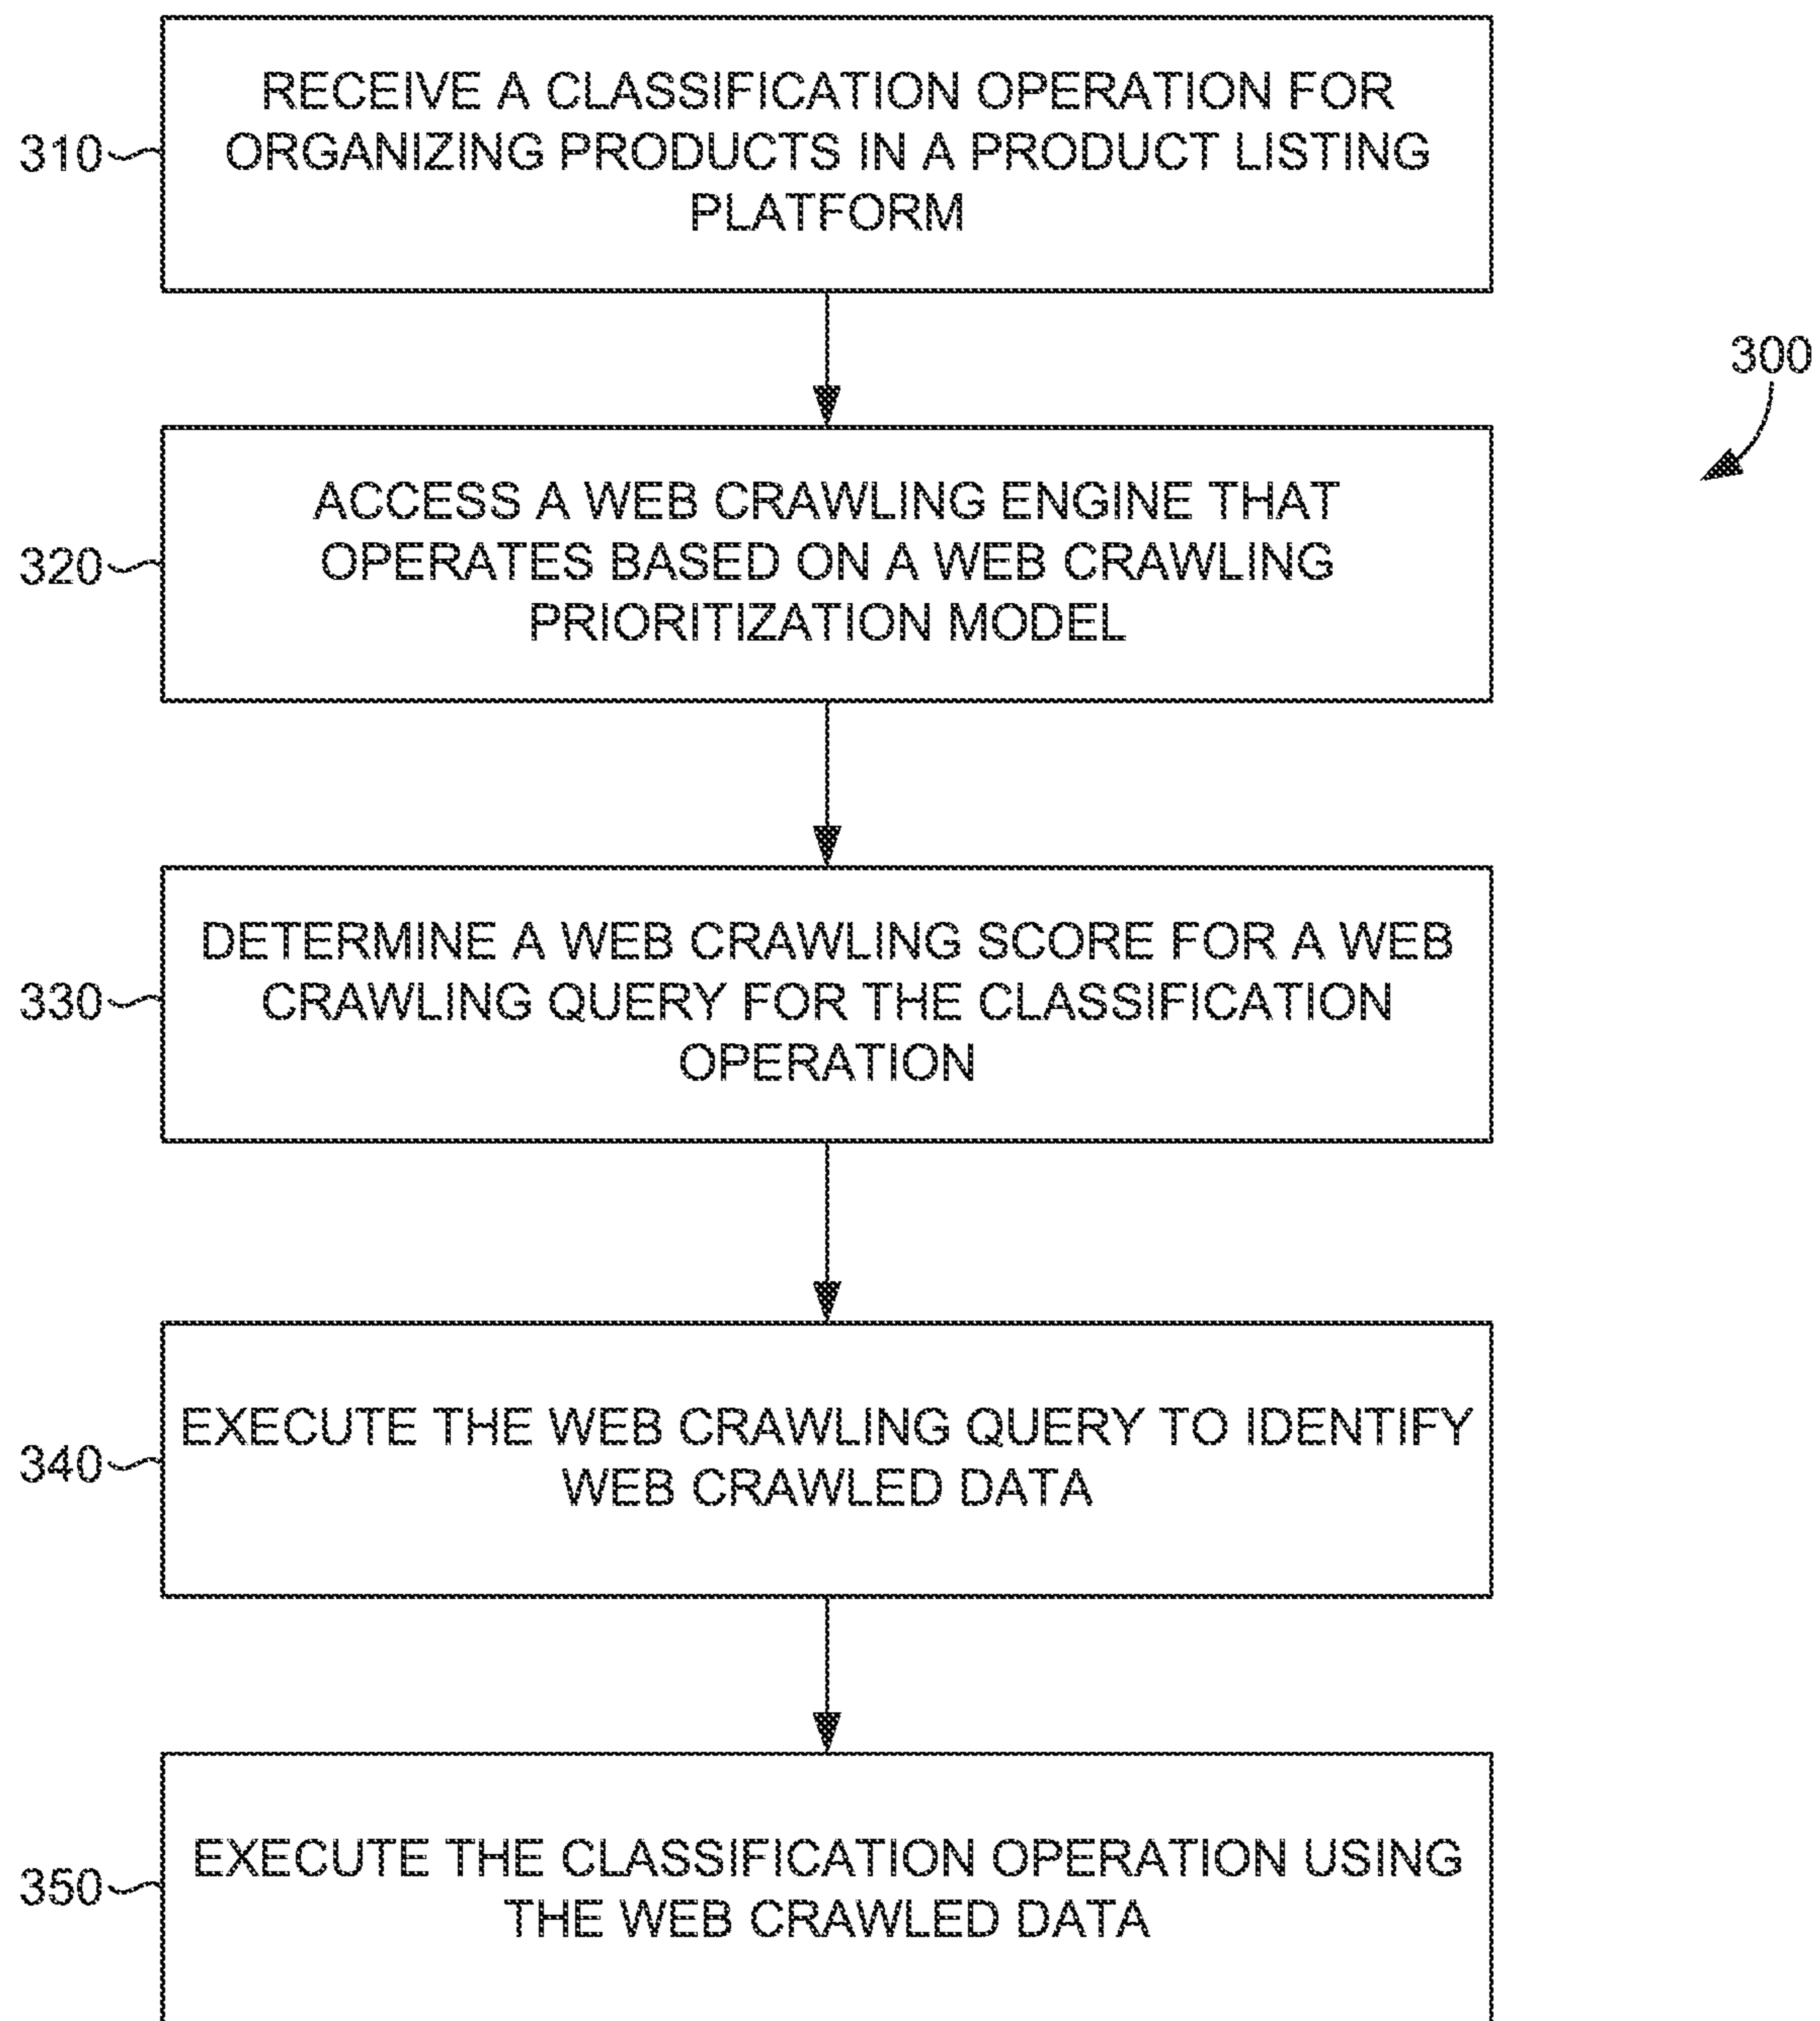 RECEIVE A CLASSIFICATION OPERATION FOR
310
ORGANIZING PRODUCTS IN A PRODUCT LISTING
PLATFORM
300
ACCESS A WEB CRAWLING ENGINE THAT
320
OPERATES BASED ON A WEB CRAWLING
PRIORITIZATION MODEL
DETERMINE A WEB CRAWLING SCORE FOR A WEB
330
CRAWLING QUERY FOR THE CLASSIFICATION
OPERATION
EXECUTE THE WEB CRAWLING QUERY TO IDENTIFY
340
WEB CRAWLED DATA
EXECUTE THE CLASSIFICATION OPERATION USING
350
THE WEB CRAWLED DATA